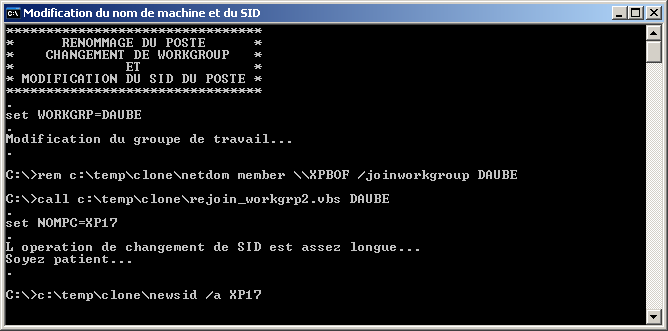 Modification du nom de machine et du SID
********************************
* RENOMMAGE DU POSTE *
* CHANGEMENT DE WORKGROUP *
* ET *
* MODIFICATION DU SID DU POSTE *
********************************
.
set WORKGRP=DAUBE
.
Modification du groupe de travail...
.
C:\>rem c:\temp\clone\netdom member \\XPBOF /joinworkgroup DAUBE
C:\>call c:\temp\clone\rejoin_workgrp2.vbs DAUBE
.
set NOMPC=XP17
.
L operation de changement de SID est assez longue...
Soyez patient...
.
C:\>c:\temp\clone\newsid /a XP17